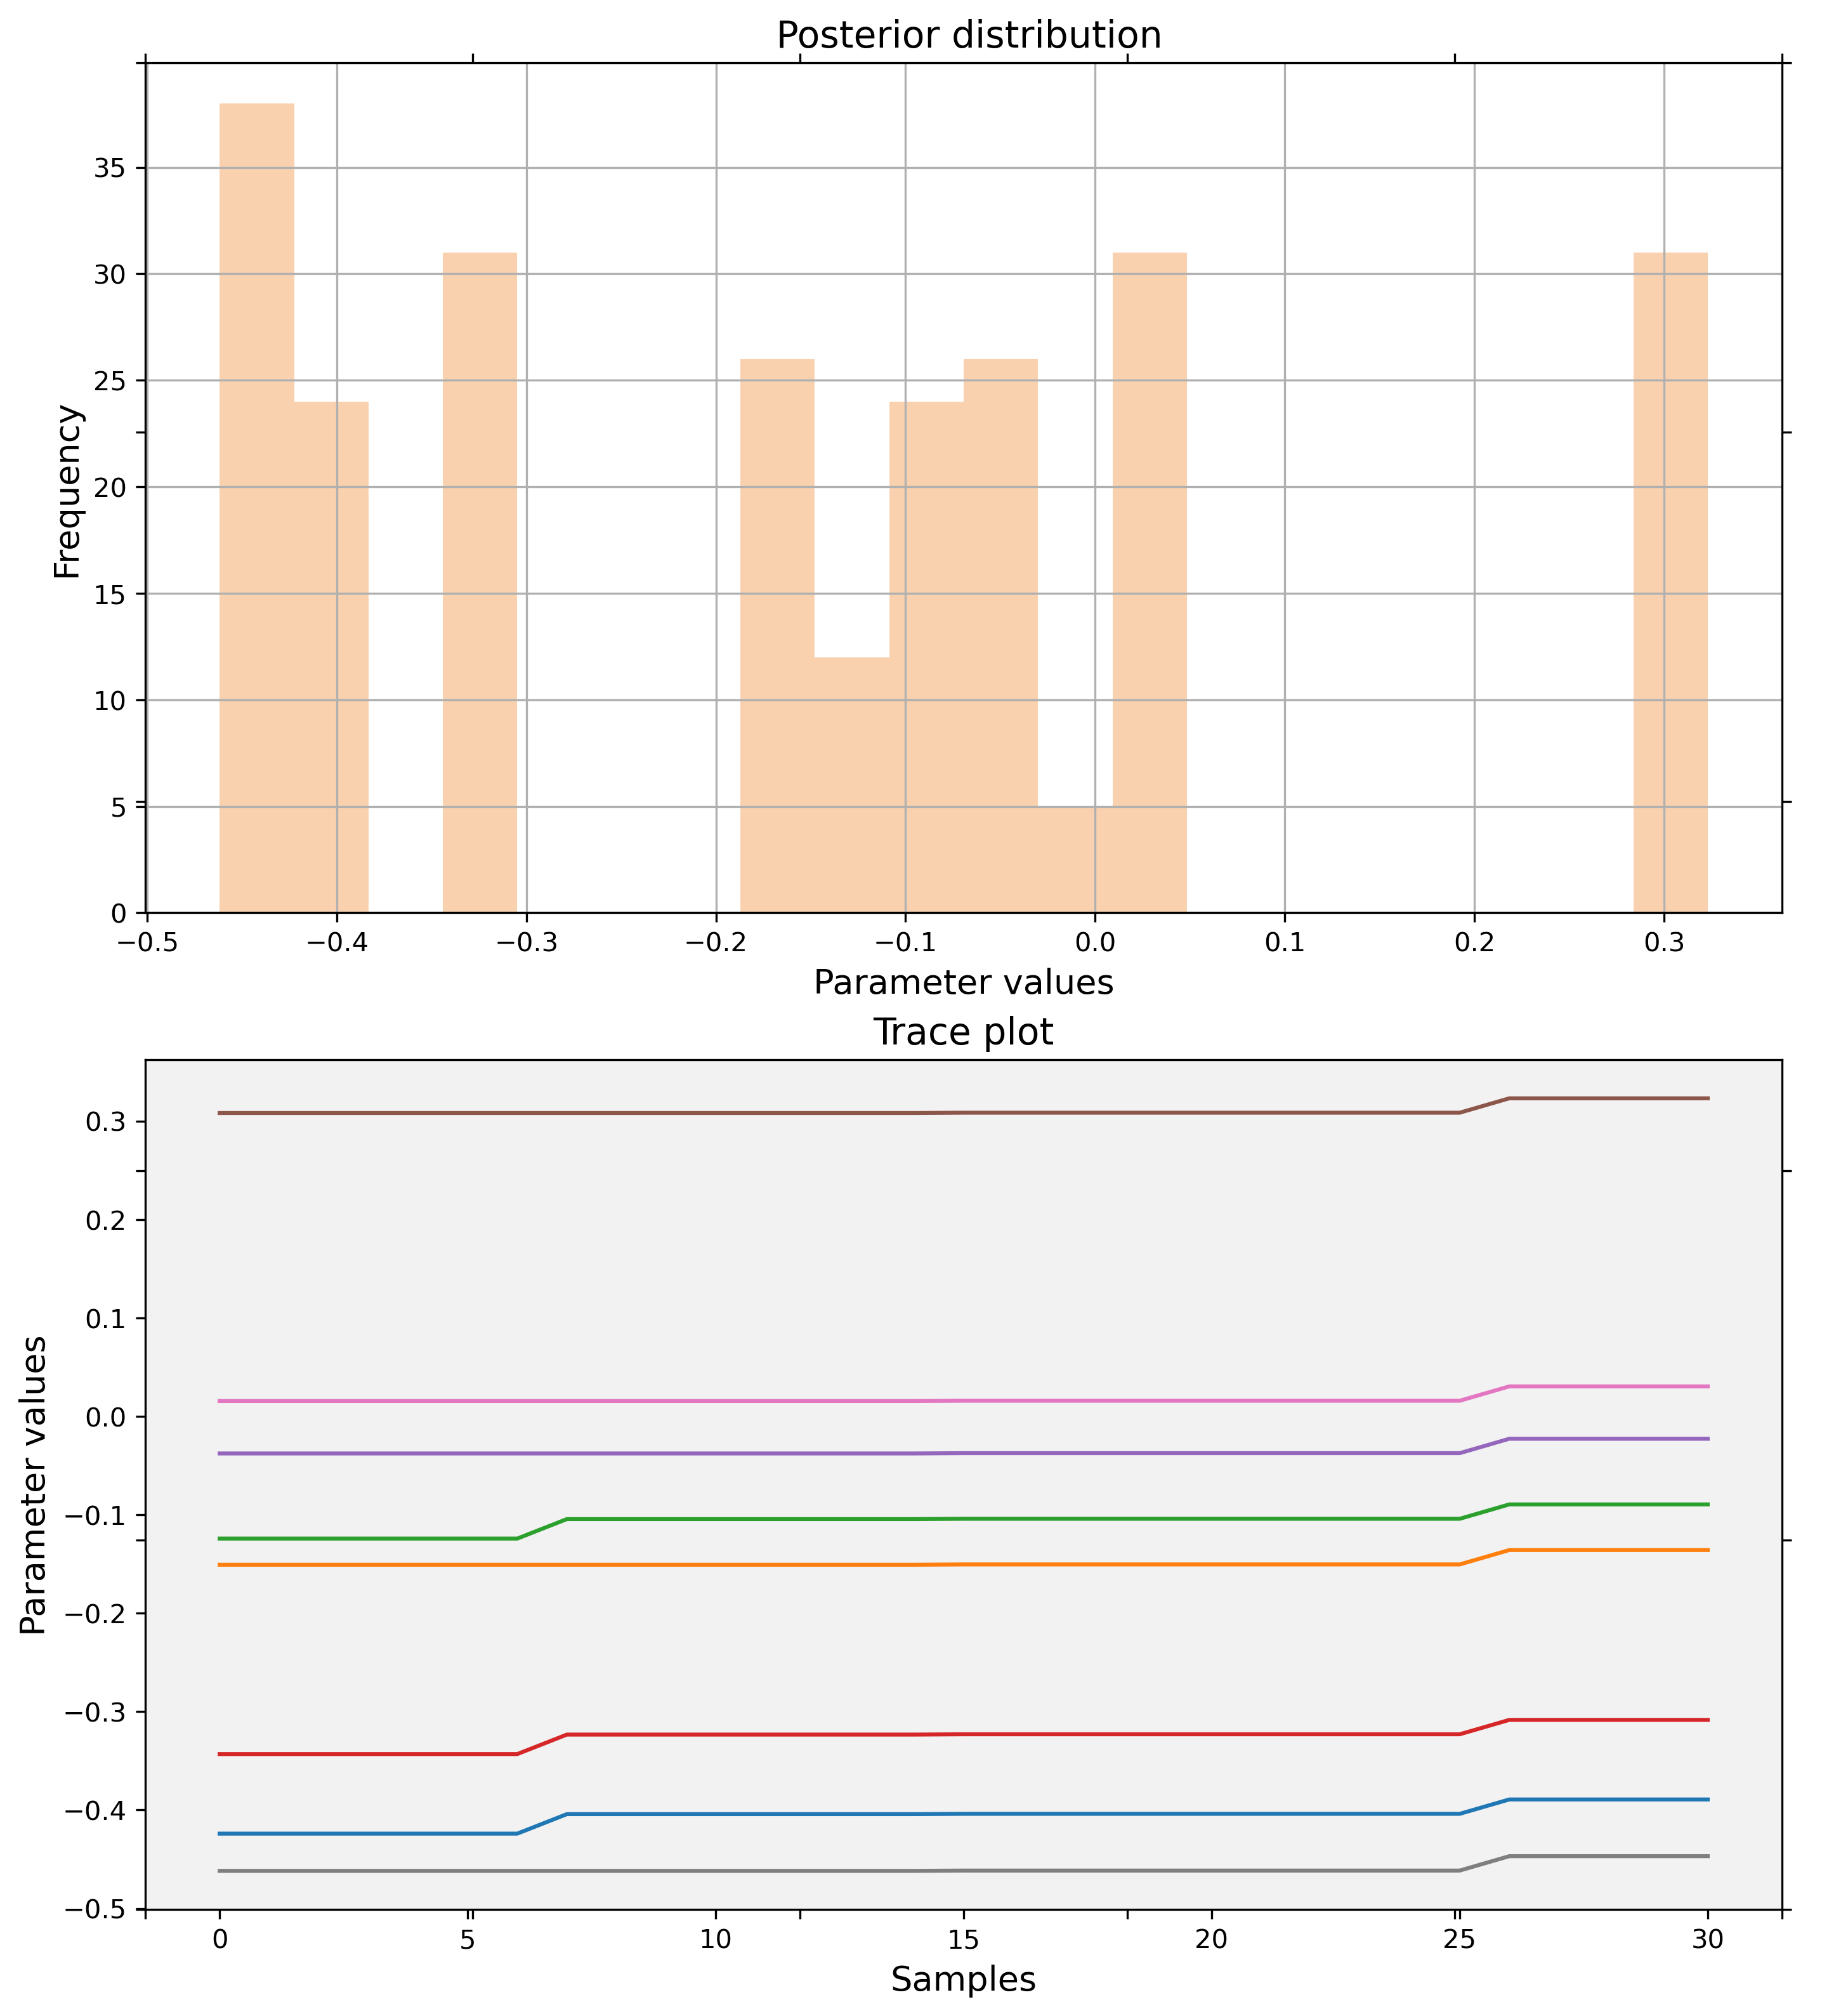 Posterior distribution
35
30
25
20
15
10
5
0
Frequency
−0.5 −0.4 −0.3 −0.2 −0.1 0.0 0.1 0.2 0.3
Parameter values
Trace plot
0.3
0.2
0.1
0.0
−0.1
−0.2
−0.3
−0.4
−0.5
Parameter values
0 5 10 15 20 25 30
Samples